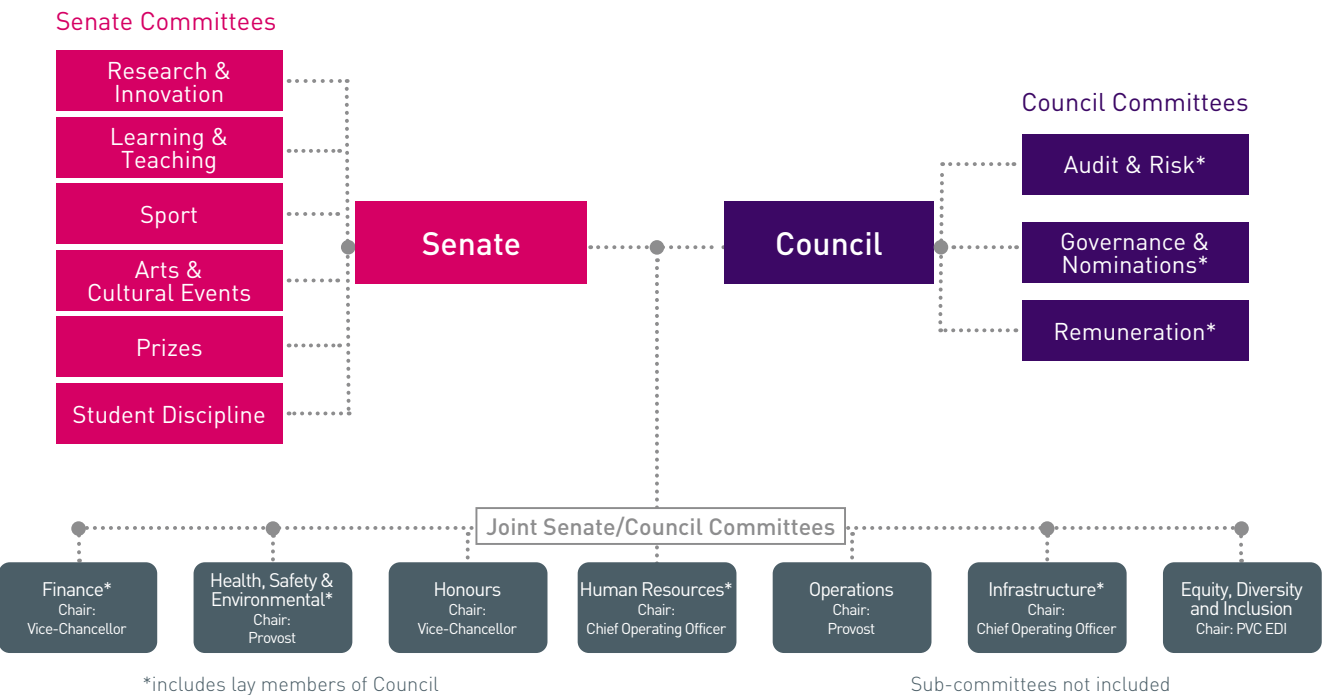 Senate Committees
Research &
Innovation
Learning &
Teaching
Sport
Arts &
Cultural Events
Prizes
Student Discipline
Senate
Council
Council Committees
Audit & Risk*
Governance &
Nominations*
Remuneration*
Joint Senate/Council Committees
Finance*
Chair:
Vice-Chancellor
Health, Safety &
Environmental*
Chair:
Provost
Honours
Chair:
Vice-Chancellor
Human Resources*
Chair:
Chief Operating Officer
Operations
Chair:
Provost
Infrastructure*
Chair:
Chief Operating Officer
Equity, Diversity
and Inclusion
Chair: PVC EDI
*includes lay members of Council
Sub-committees not included